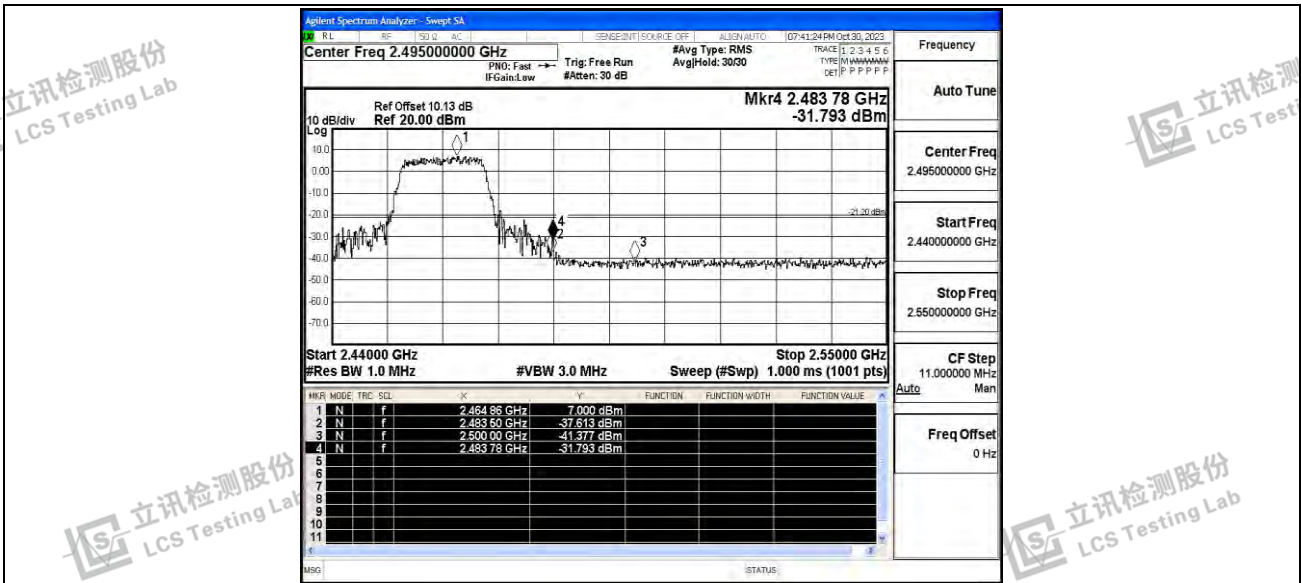 Agilent Spectrum Analyzer - Swept SA
RL RF 50 Ω AC SENSE:INT SOURCE OFF ALIGN AUTO 07:41:24 PM Oct 30, 2023
Center Freq 2.495000000 GHz
PNO: Fast
IFGain:Low
Trig: Free Run
#Atten: 30 dB
#Avg Type: RMS
Avg|Hold: 30/30
TRACE 1 2 3 4 5 6
TYPE M WWWWW
DET P P P P P P
Frequency
Auto Tune
Center Freq
2.495000000 GHz
Start Freq
2.440000000 GHz
Stop Freq
2.550000000 GHz
CF Step
11.000000 MHz
Auto Man
Freq Offset
0 Hz
Mkr4 2.483 78 GHz
-31.793 dBm
Ref Offset 10.13 dB
10 dB/div Ref 20.00 dBm
Log
10.0
0.00
-10.0
-20.0
-30.0
-40.0
-50.0
-60.0
-70.0
1
4
2
3
-21.20 dBm
Start 2.44000 GHz Stop 2.55000 GHz
#Res BW 1.0 MHz #VBW 3.0 MHz Sweep (#Swp) 1.000 ms (1001 pts)
MKR MODE TRC SCL X Y FUNCTION FUNCTION WIDTH FUNCTION VALUE
1 N f 2.464 86 GHz 7.000 dBm
2 N f 2.483 50 GHz -37.613 dBm
3 N f 2.500 00 GHz -41.377 dBm
4 N f 2.483 78 GHz -31.793 dBm
5
6
7
8
9
10
11
MSG STATUS
立讯检测股份
LCS Testing Lab
立讯检测
LCS Testi
立讯检测股份
LCS Testing Lab
立讯检测股份
LCS Testing Lab